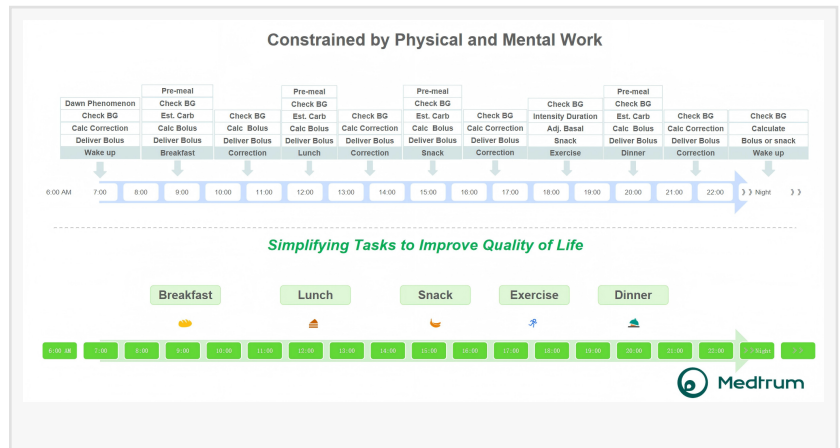 Constrained by Physical and Mental Work
Dawn Phenomenon
Check BG
Calc Correction
Deliver Bolus
Wake up
Pre-meal
Check BG
Est. Carb
Calc Bolus
Deliver Bolus
Breakfast
Check BG
Calc Bolus
Deliver Bolus
Correction
Pre-meal
Check BG
Est. Carb
Calc Bolus
Deliver Bolus
Lunch
Check BG
Calc Correction
Deliver Bolus
Correction
Pre-meal
Check BG
Est. Carb
Calc Bolus
Deliver Bolus
Snack
Check BG
Calc Correction
Deliver Bolus
Correction
Check BG
Intensity Duration
Adj. Basal
Snack
Exercise
Pre-meal
Check BG
Est. Carb
Calc Bolus
Deliver Bolus
Dinner
Check BG
Calc Correction
Deliver Bolus
Correction
Check BG
Calculate
Bolus or snack
Wake up
6:00 AM 7:00 8:00 9:00 10:00 11:00 12:00 13:00 14:00 15:00 16:00 17:00 18:00 19:00 20:00 21:00 22:00 》》Night 》》
Simplifying Tasks to Improve Quality of Life
Breakfast Lunch Snack Exercise Dinner
6:00 AM 7:00 8:00 9:00 10:00 11:00 12:00 13:00 14:00 15:00 16:00 17:00 18:00 19:00 20:00 21:00 22:00 Night
Medtrum